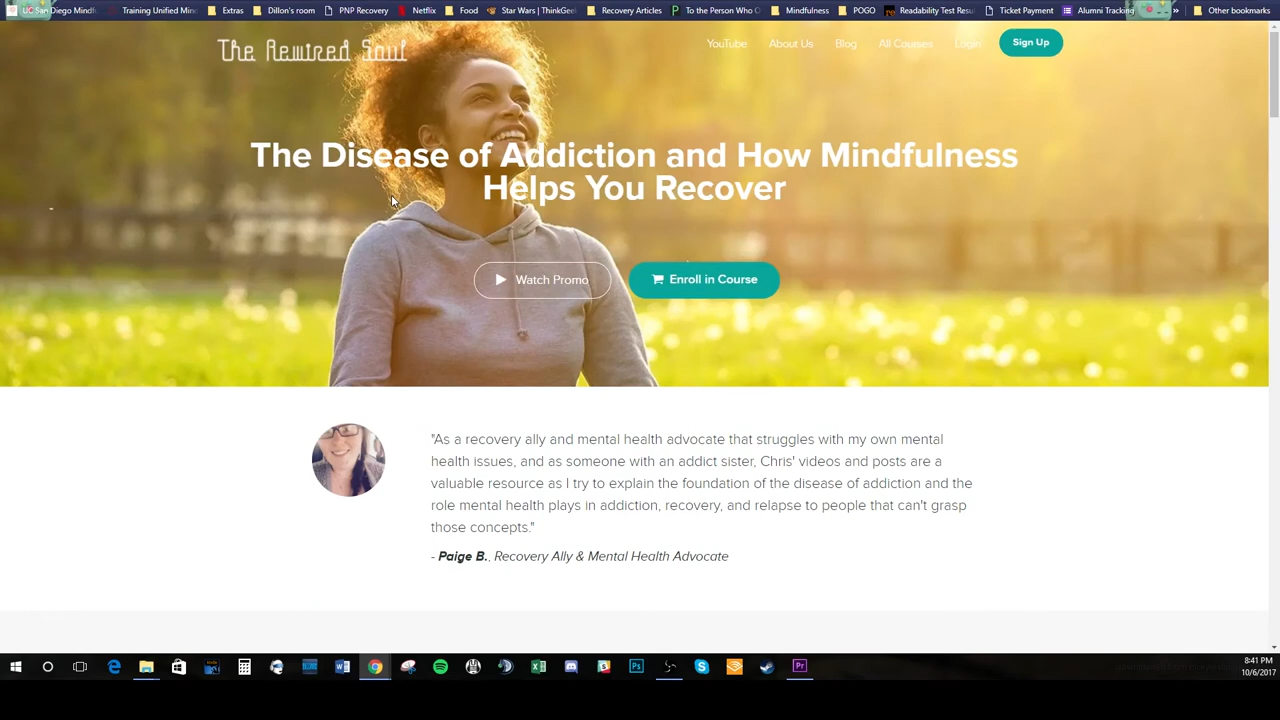 UC San Diego Mindf
Training Unified Min
Extras
Dillon's room
PNP Recovery
Netflix
Food
Star Wars | ThinkGee
Recovery Articles
To the Person Who
Mindfulness
POGO
Readability Test Resu
Ticket Payment
Alumni Tracking
»
Other bookmarks
The Rewired Soul
YouTube
About Us
Blog
All Courses
Login
Sign Up
The Disease of Addiction and How Mindfulness
Helps You Recover
Watch Promo
Enroll in Course
"As a recovery ally and mental health advocate that struggles with my own mental
health issues, and as someone with an addict sister, Chris' videos and posts are a
valuable resource as I try to explain the foundation of the disease of addiction and the
role mental health plays in addiction, recovery, and relapse to people that can't grasp
those concepts."
- Paige B., Recovery Ally & Mental Health Advocate
8:41 PM
10/6/2017